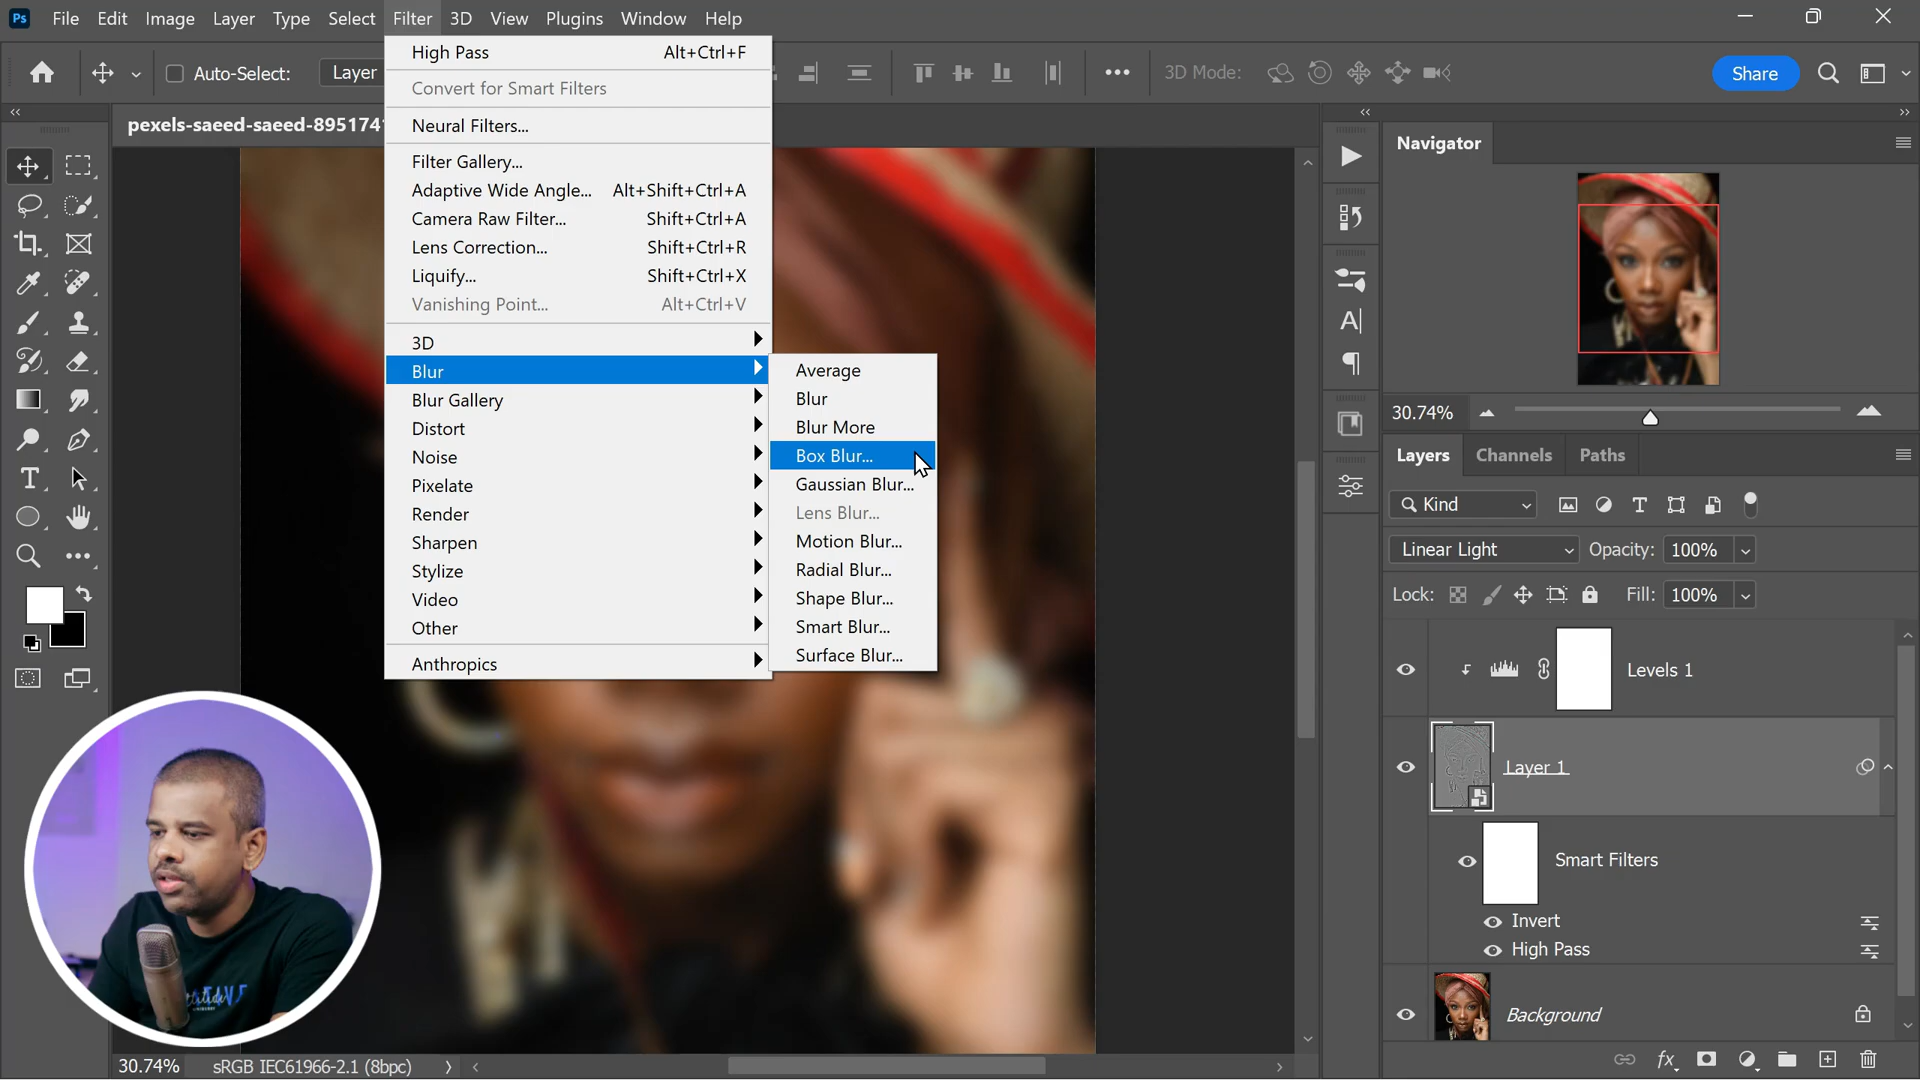 Ps File Edit Image Layer Type Select Filter 3D View Plugins Window Help
Auto-Select: Layer 3D Mode: Share
pexels-saeed-saeed-895174
High Pass Alt+Ctrl+F
Convert for Smart Filters
Neural Filters...
Filter Gallery...
Adaptive Wide Angle... Alt+Shift+Ctrl+A
Camera Raw Filter... Shift+Ctrl+A
Lens Correction... Shift+Ctrl+R
Liquify... Shift+Ctrl+X
Vanishing Point... Alt+Ctrl+V
3D
Blur
Blur Gallery
Distort
Noise
Pixelate
Render
Sharpen
Stylize
Video
Other
Anthropics
Average
Blur
Blur More
Box Blur...
Gaussian Blur...
Lens Blur...
Motion Blur...
Radial Blur...
Shape Blur...
Smart Blur...
Surface Blur...
Navigator
30.74%
Layers Channels Paths
Kind
Linear Light Opacity: 100%
Lock: Fill: 100%
Levels 1
Layer 1
Smart Filters
Invert
High Pass
Background
30.74% sRGB IEC61966-2.1 (8bpc)